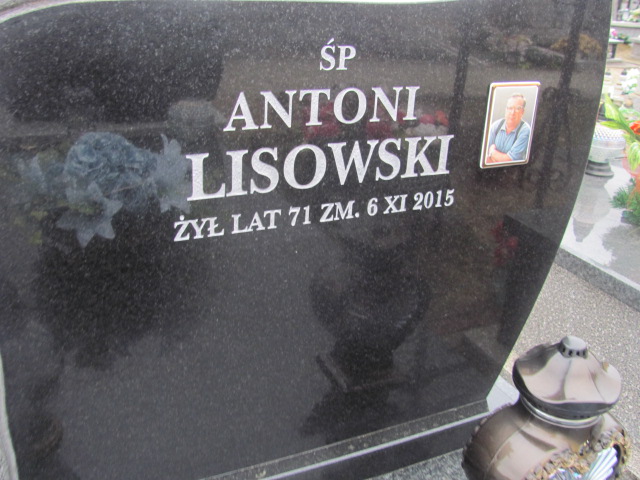 ŚP
ANTONI
LISOWSKI
ŻYŁ LAT 71 ZM. 6 XI 2015